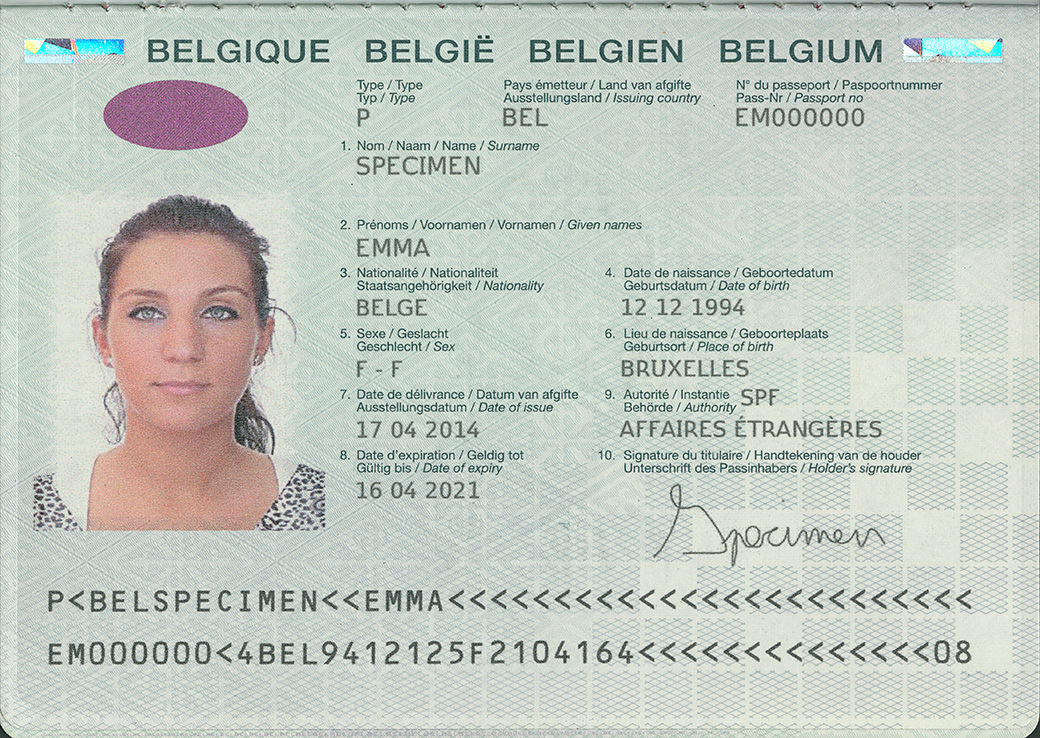 BELGIQUE BELGIË BELGIEN BELGIUM
Type / Type
Typ / Type
P
Pays émetteur / Land van afgifte
Ausstellungsland / Issuing country
BEL
N° du passeport / Paspoortnummer
Pass-Nr / Passport no
EM000000
1. Nom / Naam / Name / Surname
SPECIMEN
2. Prénoms / Voornamen / Vornamen / Given names
EMMA
3. Nationalité / Nationaliteit
Staatsangehörigkeit / Nationality
BELGE
4. Date de naissance / Geboortedatum
Geburtsdatum / Date of birth
12 12 1994
5. Sexe / Geslacht
Geschlecht / Sex
F - F
6. Lieu de naissance / Geboorteplaats
Geburtsort / Place of birth
BRUXELLES
7. Date de délivrance / Datum van afgifte
Ausstellungsdatum / Date of issue
17 04 2014
9. Autorité / Instantie
Behörde / Authority SPF
AFFAIRES ÉTRANGÈRES
8. Date d'expiration / Geldig tot
Gültig bis / Date of expiry
16 04 2021
10. Signature du titulaire / Handtekening van de houder
Unterschrift des Passinhabers / Holder's signature
Specimen
P<BELSPECIMEN<<EMMA<<<<<<<<<<<<<<<<<<<<<<<<<
EM000000<4BEL9412125F2104164<<<<<<<<<<<<<<08